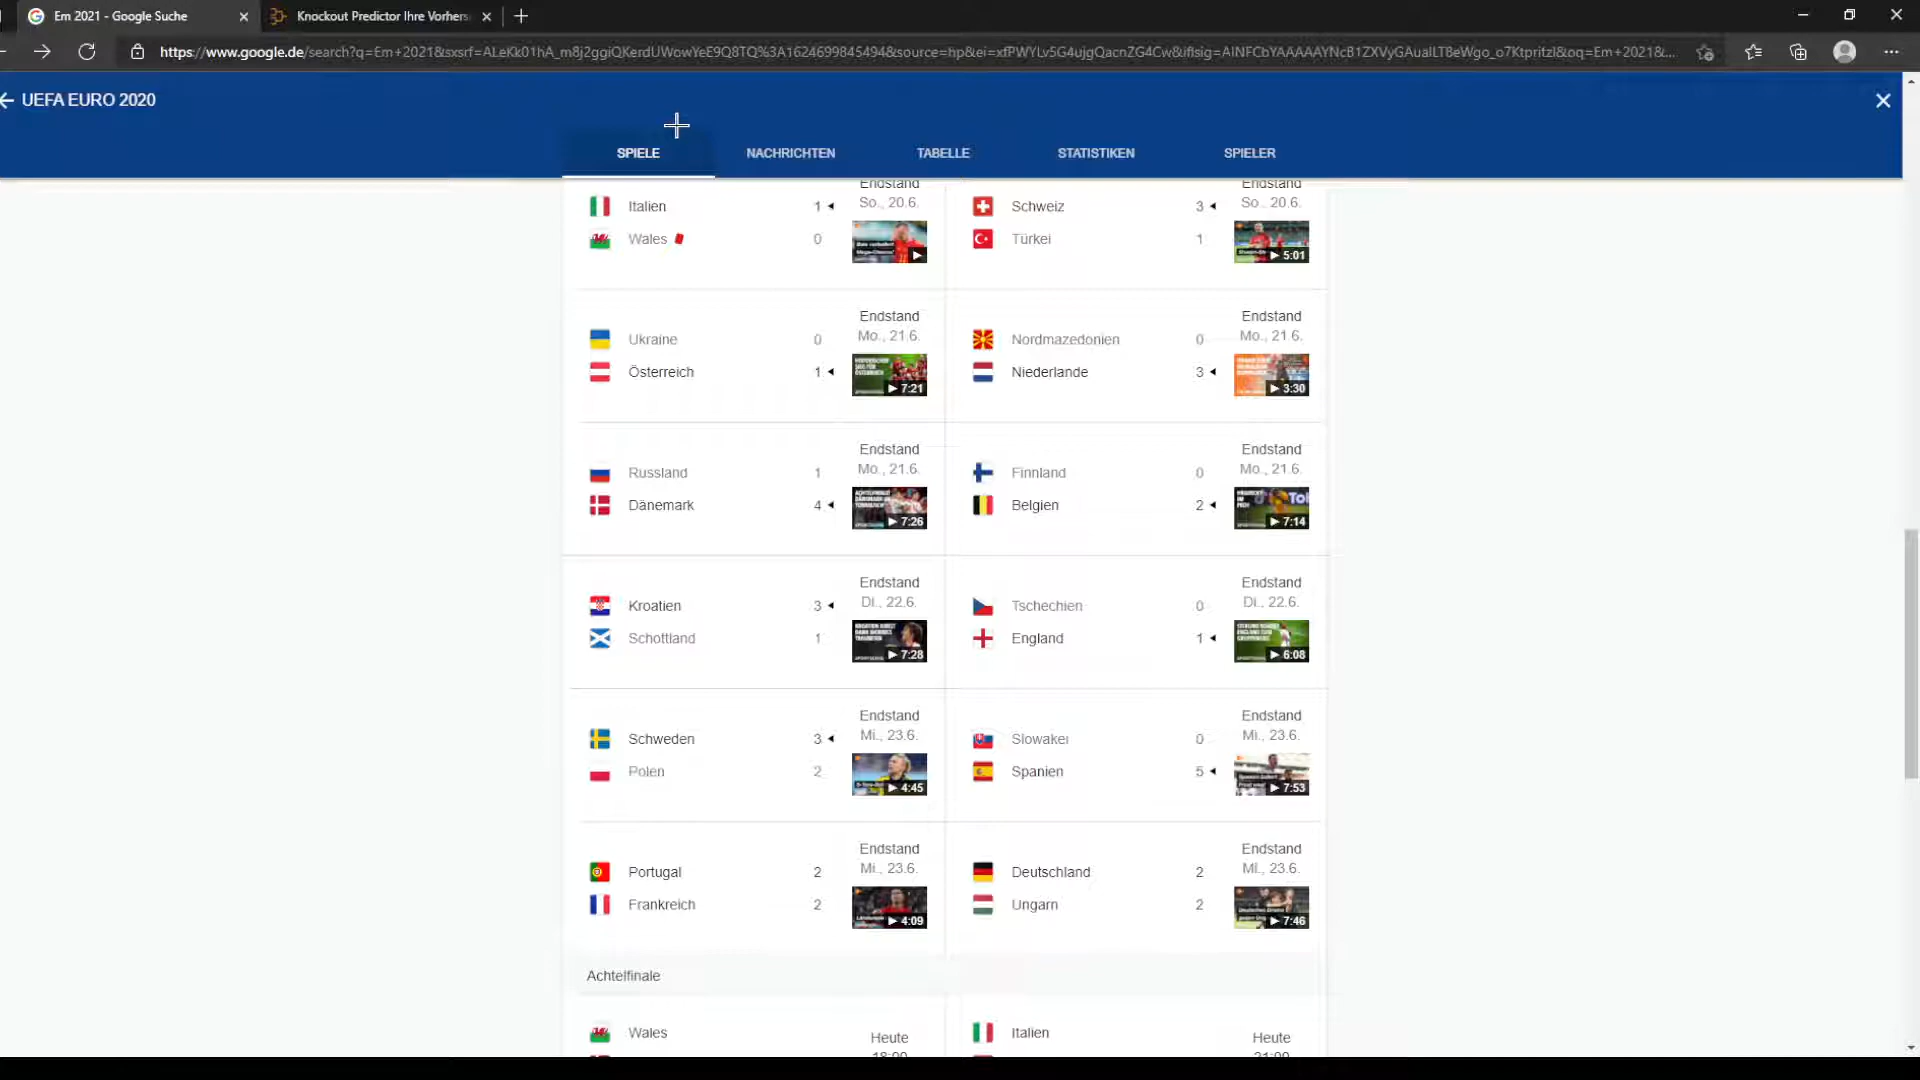 Em 2021 - Google Suche
Knockout Predictor Ihre Vorhers
https://www.google.de/search?q=Em+2021&sxsrf=ALeKk01hA_m8j2ggiQKerdUWowYeE9Q8TQ%3A1624699845494&source=hp&ei=xfPWYLv5G4ujgQacnZG4Cw&iflsig=AINFCbYAAAAAYNcB1ZXVyGAualLT8eWgo_o7Ktpritzl&oq=Em+2021&...
UEFA EURO 2020
SPIELE NACHRICHTEN TABELLE STATISTIKEN SPIELER
Endstand
So., 20.6.
Italien 1
Wales 0
Endstand
So., 20.6.
Schweiz 3
Türkei 1
5:01
Endstand
Mo., 21.6.
Ukraine 0
Österreich 1
7:21
Endstand
Mo., 21.6.
Nordmazedonien 0
Niederlande 3
3:30
Endstand
Mo., 21.6.
Russland 1
Dänemark 4
7:26
Endstand
Mo., 21.6.
Finnland 0
Belgien 2
7:14
Endstand
Di., 22.6.
Kroatien 3
Schottland 1
7:28
Endstand
Di., 22.6.
Tschechien 0
England 1
6:08
Endstand
Mi., 23.6.
Schweden 3
Polen 2
4:45
Endstand
Mi., 23.6.
Slowakei 0
Spanien 5
7:53
Endstand
Mi., 23.6.
Portugal 2
Frankreich 2
4:09
Endstand
Mi., 23.6.
Deutschland 2
Ungarn 2
7:46
Achtelfinale
Wales
Heute
18:00
Italien
Heute
21:00